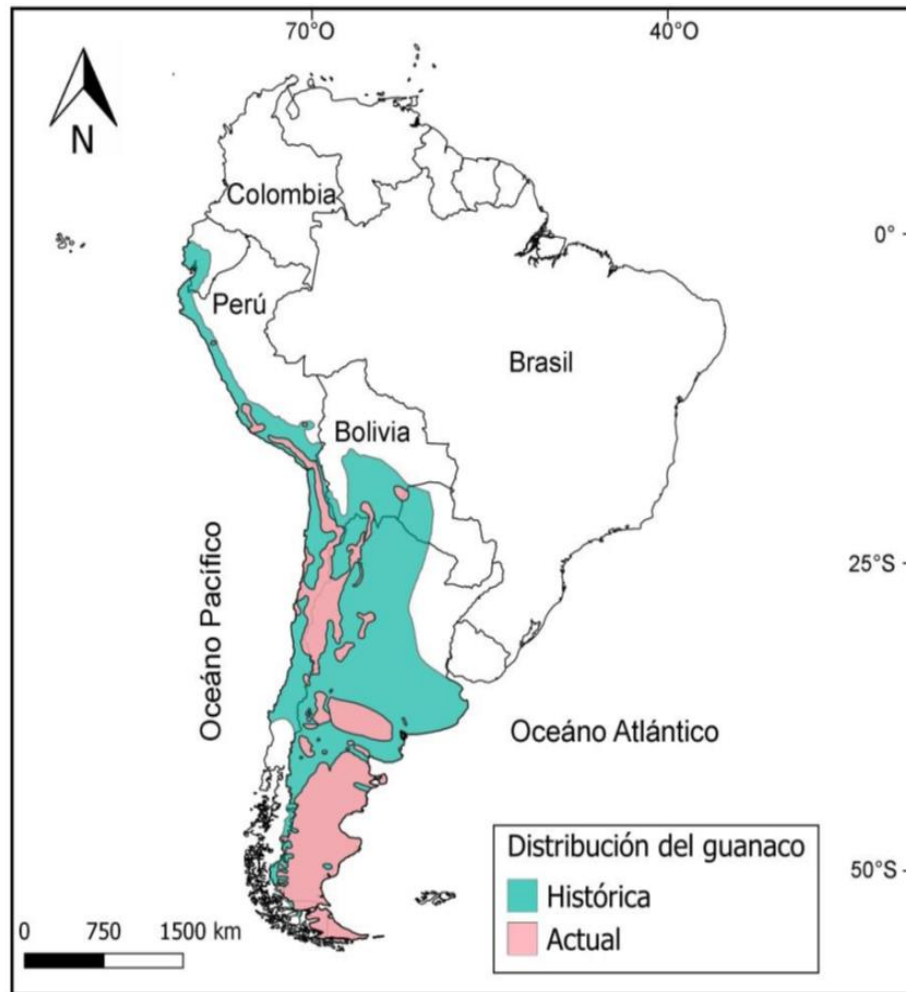 70°O
40°O
N
Colombia
0°
Perú
Brasil
Bolivia
25°S
Océano Pacífico
Océano Atlántico
Distribución del guanaco
Histórica
Actual
50°S
0 750 1500 km